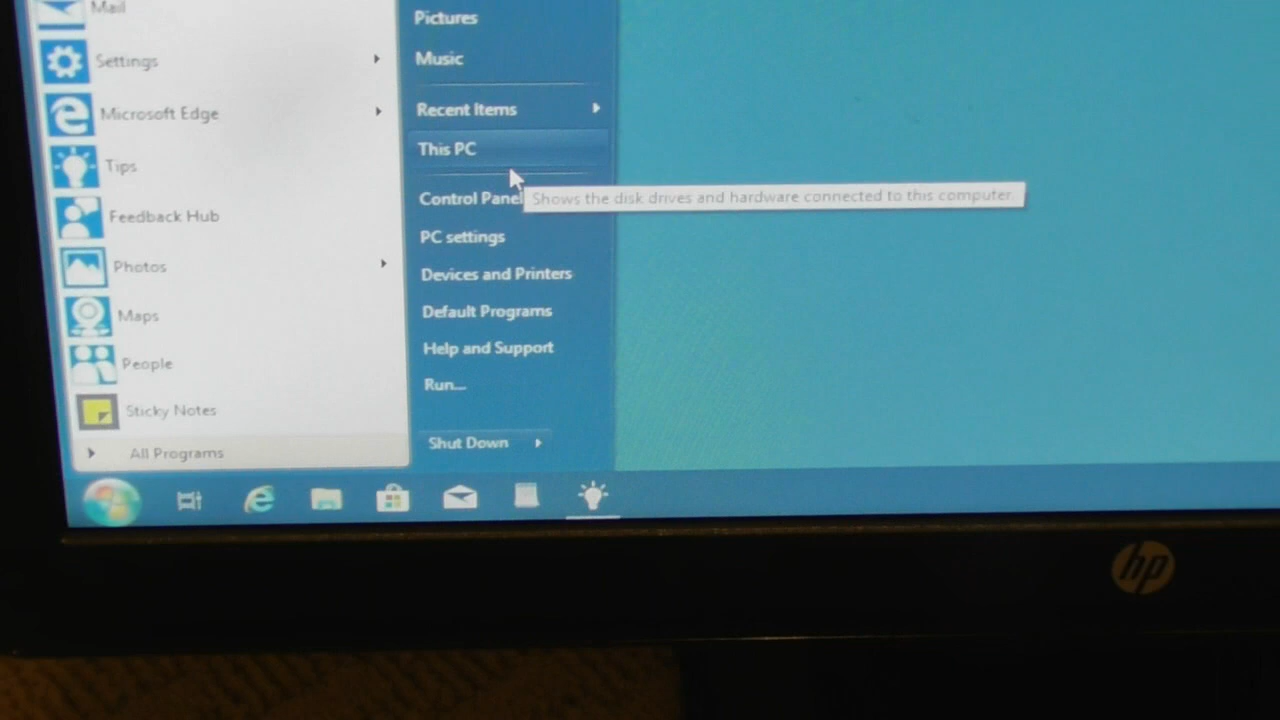 Mail
Settings
Microsoft Edge
Tips
Feedback Hub
Photos
Maps
People
Sticky Notes
All Programs
Pictures
Music
Recent Items
This PC
Control Panel
Shows the disk drives and hardware connected to this computer.
PC settings
Devices and Printers
Default Programs
Help and Support
Run...
Shut Down
hp